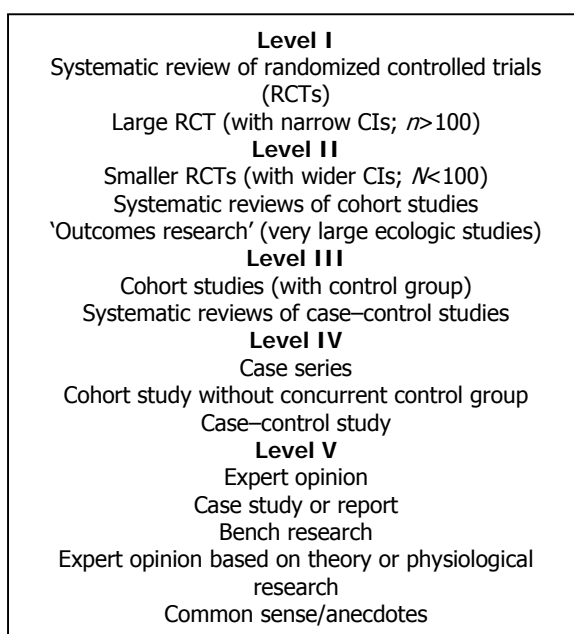 Level I
Systematic review of randomized controlled trials
(RCTs)
Large RCT (with narrow CIs; n>100)
Level II
Smaller RCTs (with wider CIs; N<100)
Systematic reviews of cohort studies
‘Outcomes research’ (very large ecologic studies)
Level III
Cohort studies (with control group)
Systematic reviews of case–control studies
Level IV
Case series
Cohort study without concurrent control group
Case–control study
Level V
Expert opinion
Case study or report
Bench research
Expert opinion based on theory or physiological
research
Common sense/anecdotes